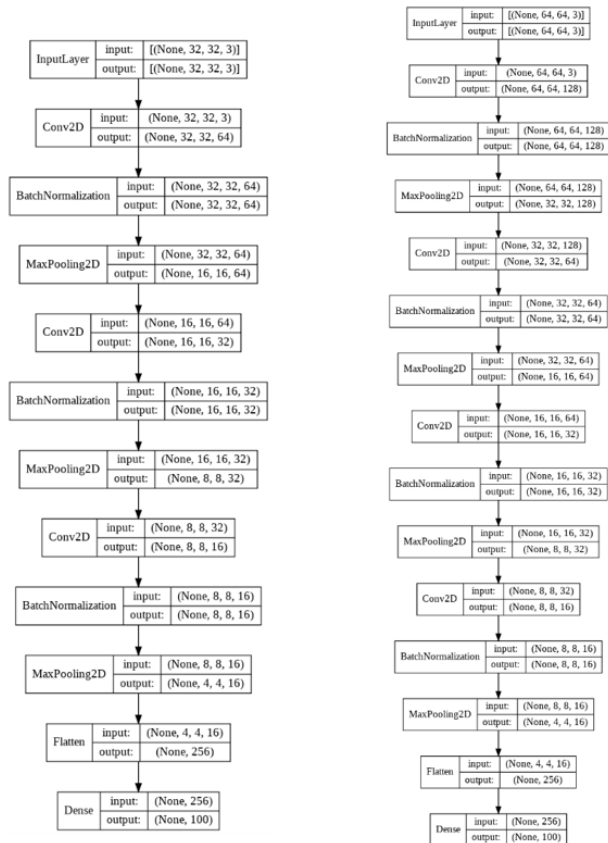 InputLayer
input: [(None, 32, 32, 3)]
output: [(None, 32, 32, 3)]
Conv2D
input: (None, 32, 32, 3)
output: (None, 32, 32, 64)
BatchNormalization
input: (None, 32, 32, 64)
output: (None, 32, 32, 64)
MaxPooling2D
input: (None, 32, 32, 64)
output: (None, 16, 16, 64)
Conv2D
input: (None, 16, 16, 64)
output: (None, 16, 16, 32)
BatchNormalization
input: (None, 16, 16, 32)
output: (None, 16, 16, 32)
MaxPooling2D
input: (None, 16, 16, 32)
output: (None, 8, 8, 32)
Conv2D
input: (None, 8, 8, 32)
output: (None, 8, 8, 16)
BatchNormalization
input: (None, 8, 8, 16)
output: (None, 8, 8, 16)
MaxPooling2D
input: (None, 8, 8, 16)
output: (None, 4, 4, 16)
Flatten
input: (None, 4, 4, 16)
output: (None, 256)
Dense
input: (None, 256)
output: (None, 100)
InputLayer
input: [(None, 64, 64, 3)]
output: [(None, 64, 64, 3)]
Conv2D
input: (None, 64, 64, 3)
output: (None, 64, 64, 128)
BatchNormalization
input: (None, 64, 64, 128)
output: (None, 64, 64, 128)
MaxPooling2D
input: (None, 64, 64, 128)
output: (None, 32, 32, 128)
Conv2D
input: (None, 32, 32, 128)
output: (None, 32, 32, 64)
BatchNormalization
input: (None, 32, 32, 64)
output: (None, 32, 32, 64)
MaxPooling2D
input: (None, 32, 32, 64)
output: (None, 16, 16, 64)
Conv2D
input: (None, 16, 16, 64)
output: (None, 16, 16, 32)
BatchNormalization
input: (None, 16, 16, 32)
output: (None, 16, 16, 32)
MaxPooling2D
input: (None, 16, 16, 32)
output: (None, 8, 8, 32)
Conv2D
input: (None, 8, 8, 32)
output: (None, 8, 8, 16)
BatchNormalization
input: (None, 8, 8, 16)
output: (None, 8, 8, 16)
MaxPooling2D
input: (None, 8, 8, 16)
output: (None, 4, 4, 16)
Flatten
input: (None, 4, 4, 16)
output: (None, 256)
Dense
input: (None, 256)
output: (None, 100)